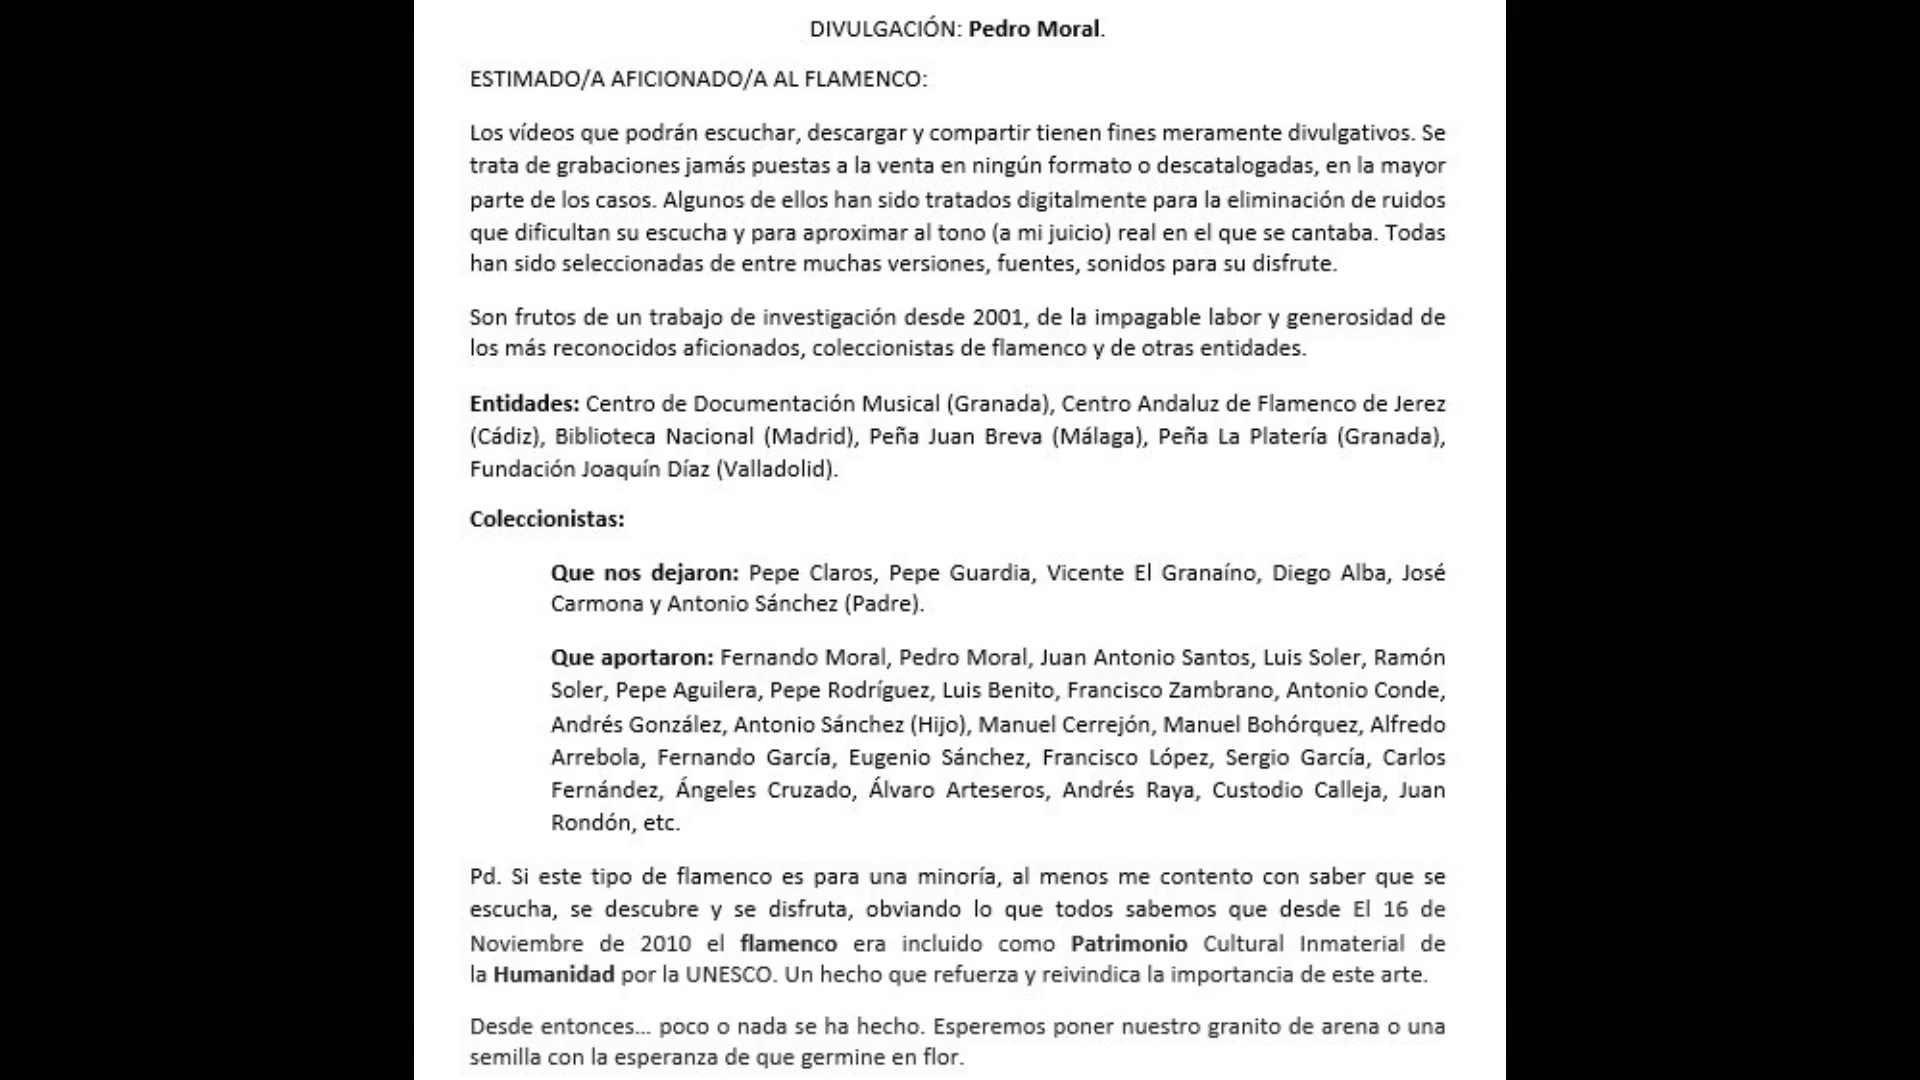 DIVULGACIÓN: Pedro Moral.
ESTIMADO/A AFICIONADO/A AL FLAMENCO:
Los vídeos que podrán escuchar, descargar y compartir tienen fines meramente divulgativos. Se
trata de grabaciones jamás puestas a la venta en ningún formato o descatalogadas, en la mayor
parte de los casos. Algunos de ellos han sido tratados digitalmente para la eliminación de ruidos
que dificultan su escucha y para aproximar al tono (a mi juicio) real en el que se cantaba. Todas
han sido seleccionadas de entre muchas versiones, fuentes, sonidos para su disfrute.
Son frutos de un trabajo de investigación desde 2001, de la impagable labor y generosidad de
los más reconocidos aficionados, coleccionistas de flamenco y de otras entidades.
Entidades: Centro de Documentación Musical (Granada), Centro Andaluz de Flamenco de Jerez
(Cádiz), Biblioteca Nacional (Madrid), Peña Juan Breva (Málaga), Peña La Platería (Granada),
Fundación Joaquín Díaz (Valladolid).
Coleccionistas:
Que nos dejaron: Pepe Claros, Pepe Guardia, Vicente El Granaíno, Diego Alba, José
Carmona y Antonio Sánchez (Padre).
Que aportaron: Fernando Moral, Pedro Moral, Juan Antonio Santos, Luis Soler, Ramón
Soler, Pepe Aguilera, Pepe Rodríguez, Luis Benito, Francisco Zambrano, Antonio Conde,
Andrés González, Antonio Sánchez (Hijo), Manuel Cerrejón, Manuel Bohórquez, Alfredo
Arrebola, Fernando García, Eugenio Sánchez, Francisco López, Sergio García, Carlos
Fernández, Ángeles Cruzado, Álvaro Arteseros, Andrés Raya, Custodio Calleja, Juan
Rondón, etc.
Pd. Si este tipo de flamenco es para una minoría, al menos me contento con saber que se
escucha, se descubre y se disfruta, obviando lo que todos sabemos que desde El 16 de
Noviembre de 2010 el flamenco era incluido como Patrimonio Cultural Inmaterial de
la Humanidad por la UNESCO. Un hecho que refuerza y reivindica la importancia de este arte.
Desde entonces... poco o nada se ha hecho. Esperemos poner nuestro granito de arena o una
semilla con la esperanza de que germine en flor.